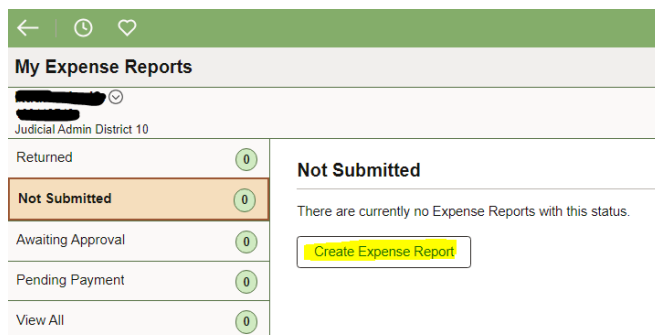 My Expense Reports
Judicial Admin District 10
Returned 0
Not Submitted 0
Awaiting Approval 0
Pending Payment 0
View All 0
Not Submitted
There are currently no Expense Reports with this status.
Create Expense Report